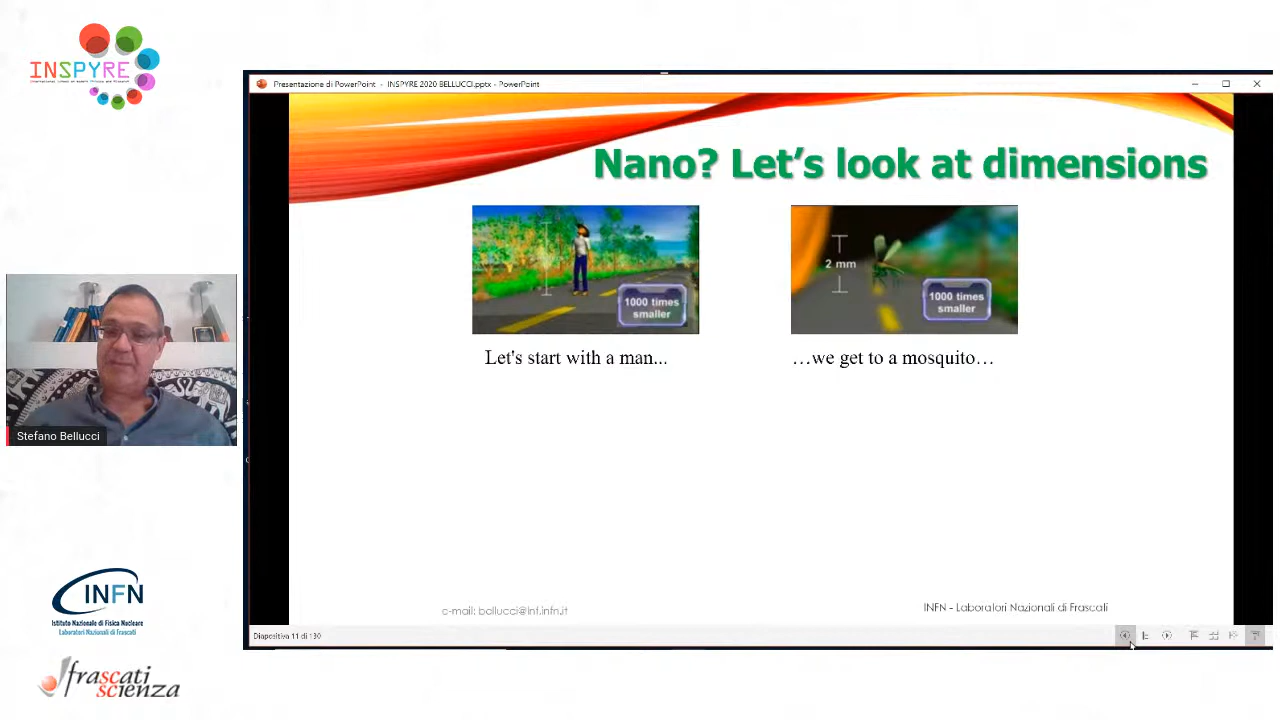 INSPYRE
Presentazione di PowerPoint - INSPYRE 2020 BELLUCCI.pptx - PowerPoint
Nano? Let's look at dimensions
1000 times
smaller
2 mm
1000 times
smaller
Let's start with a man...
…we get to a mosquito…
Stefano Bellucci
INFN
Istituto Nazionale di Fisica Nucleare
Laboratori Nazionali di Frascati
e-mail: bellucci@lnf.infn.it
INFN - Laboratori Nazionali di Frascati
Diapositiva 11 di 130
frascati
scienza